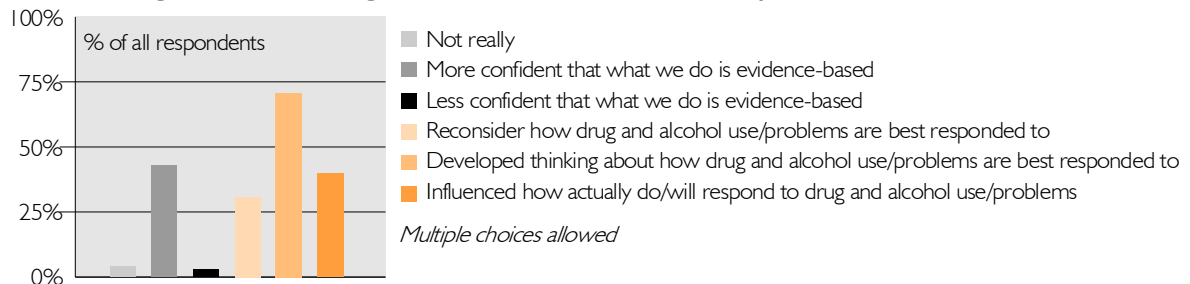 100%
% of all respondents
75%
50%
25%
0%
Not really
More confident that what we do is evidence-based
Less confident that what we do is evidence-based
Reconsider how drug and alcohol use/problems are best responded to
Developed thinking about how drug and alcohol use/problems are best responded to
Influenced how actually do/will respond to drug and alcohol use/problems
Multiple choices allowed